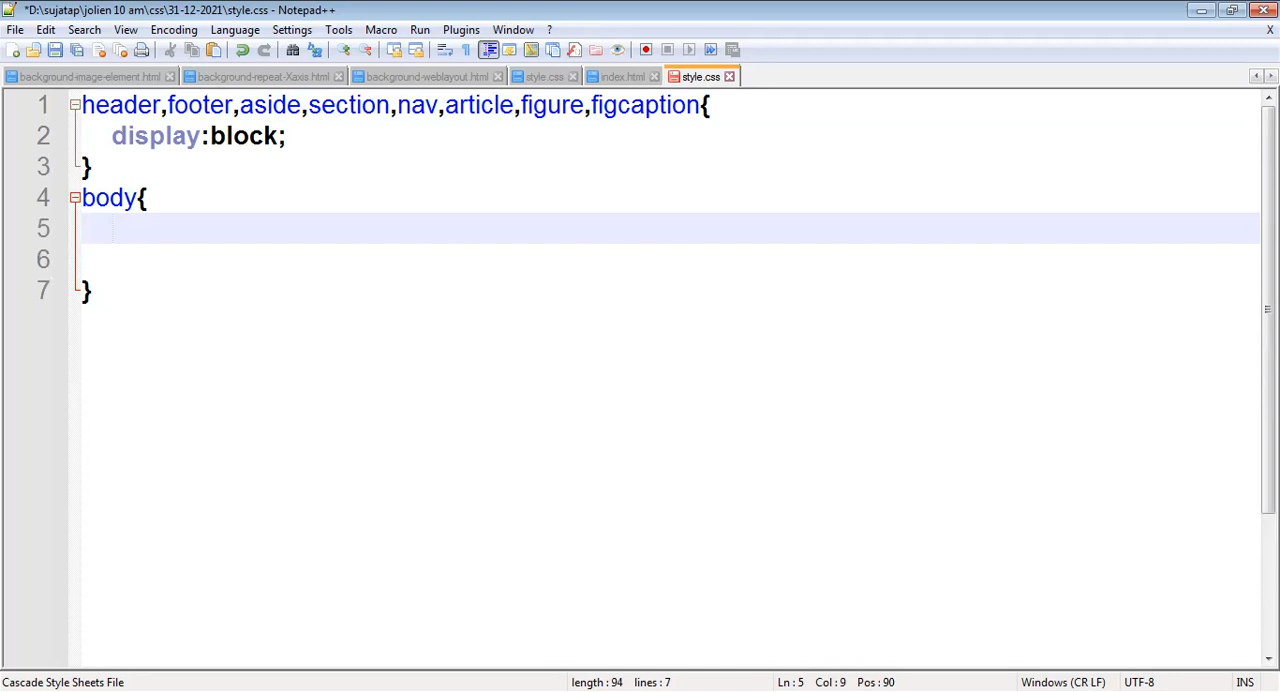 *D:\sujatap\jolien 10 am\css\31-12-2021\style.css - Notepad++
File Edit Search View Encoding Language Settings Tools Macro Run Plugins Window ? X
background-image-element.html background-repeat-Xaxis.html background-weblayout.html style.css index.html style.css
1 header,footer,aside,section,nav,article,figure,figcaption{
2 display:block;
3 }
4 body{
5
6
7 }
Cascade Style Sheets File length : 94 lines : 7 Ln : 5 Col : 9 Pos : 90 Windows (CR LF) UTF-8 INS